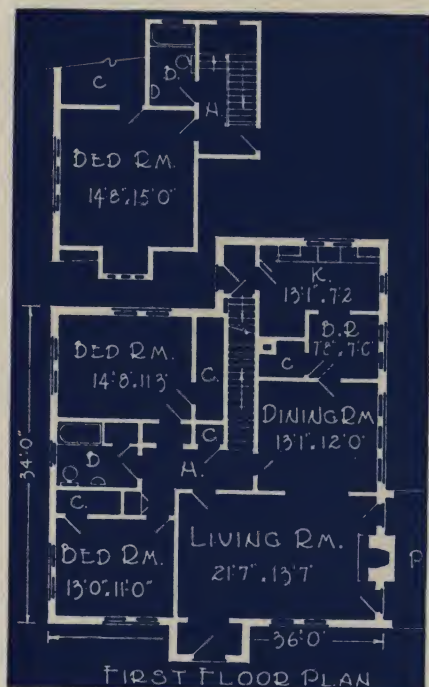 C
B.
D
H.
BED RM.
14'8" . 15'0"
K.
13'1" . 7'2
BED RM.
14'8 . 11'3"
C.
B.R
7'8" . 7'0"
C
DINING RM
13'1" . 12'0"
34'-0"
D
C.
H.
C.
BED RM.
13'0" . 11'0"
LIVING RM.
21'7" . 13'7"
P
36'0"
FIRST FLOOR PLAN